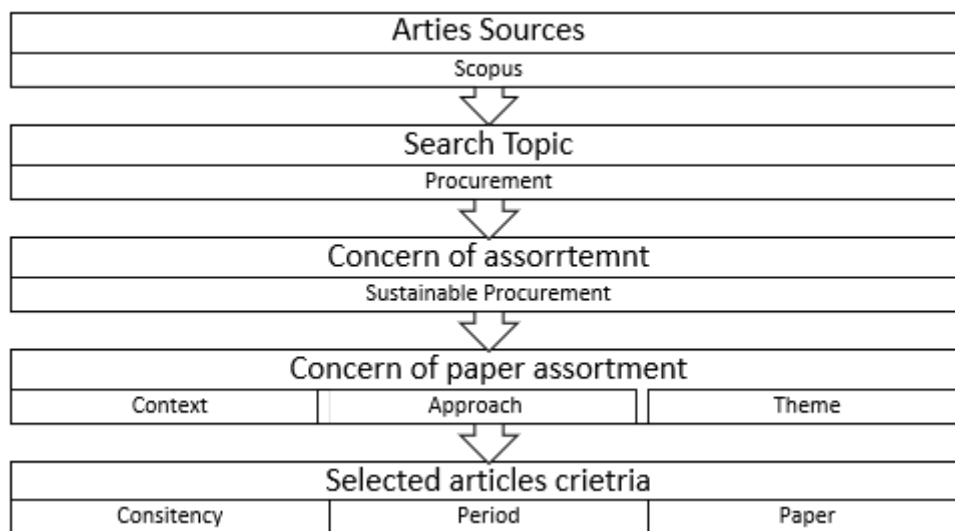 Arties Sources
Scopus
Search Topic
Procurement
Concern of assorrtemnt
Sustainable Procurement
Concern of paper assortment
Context Approach Theme
Selected articles crietria
Consitency Period Paper